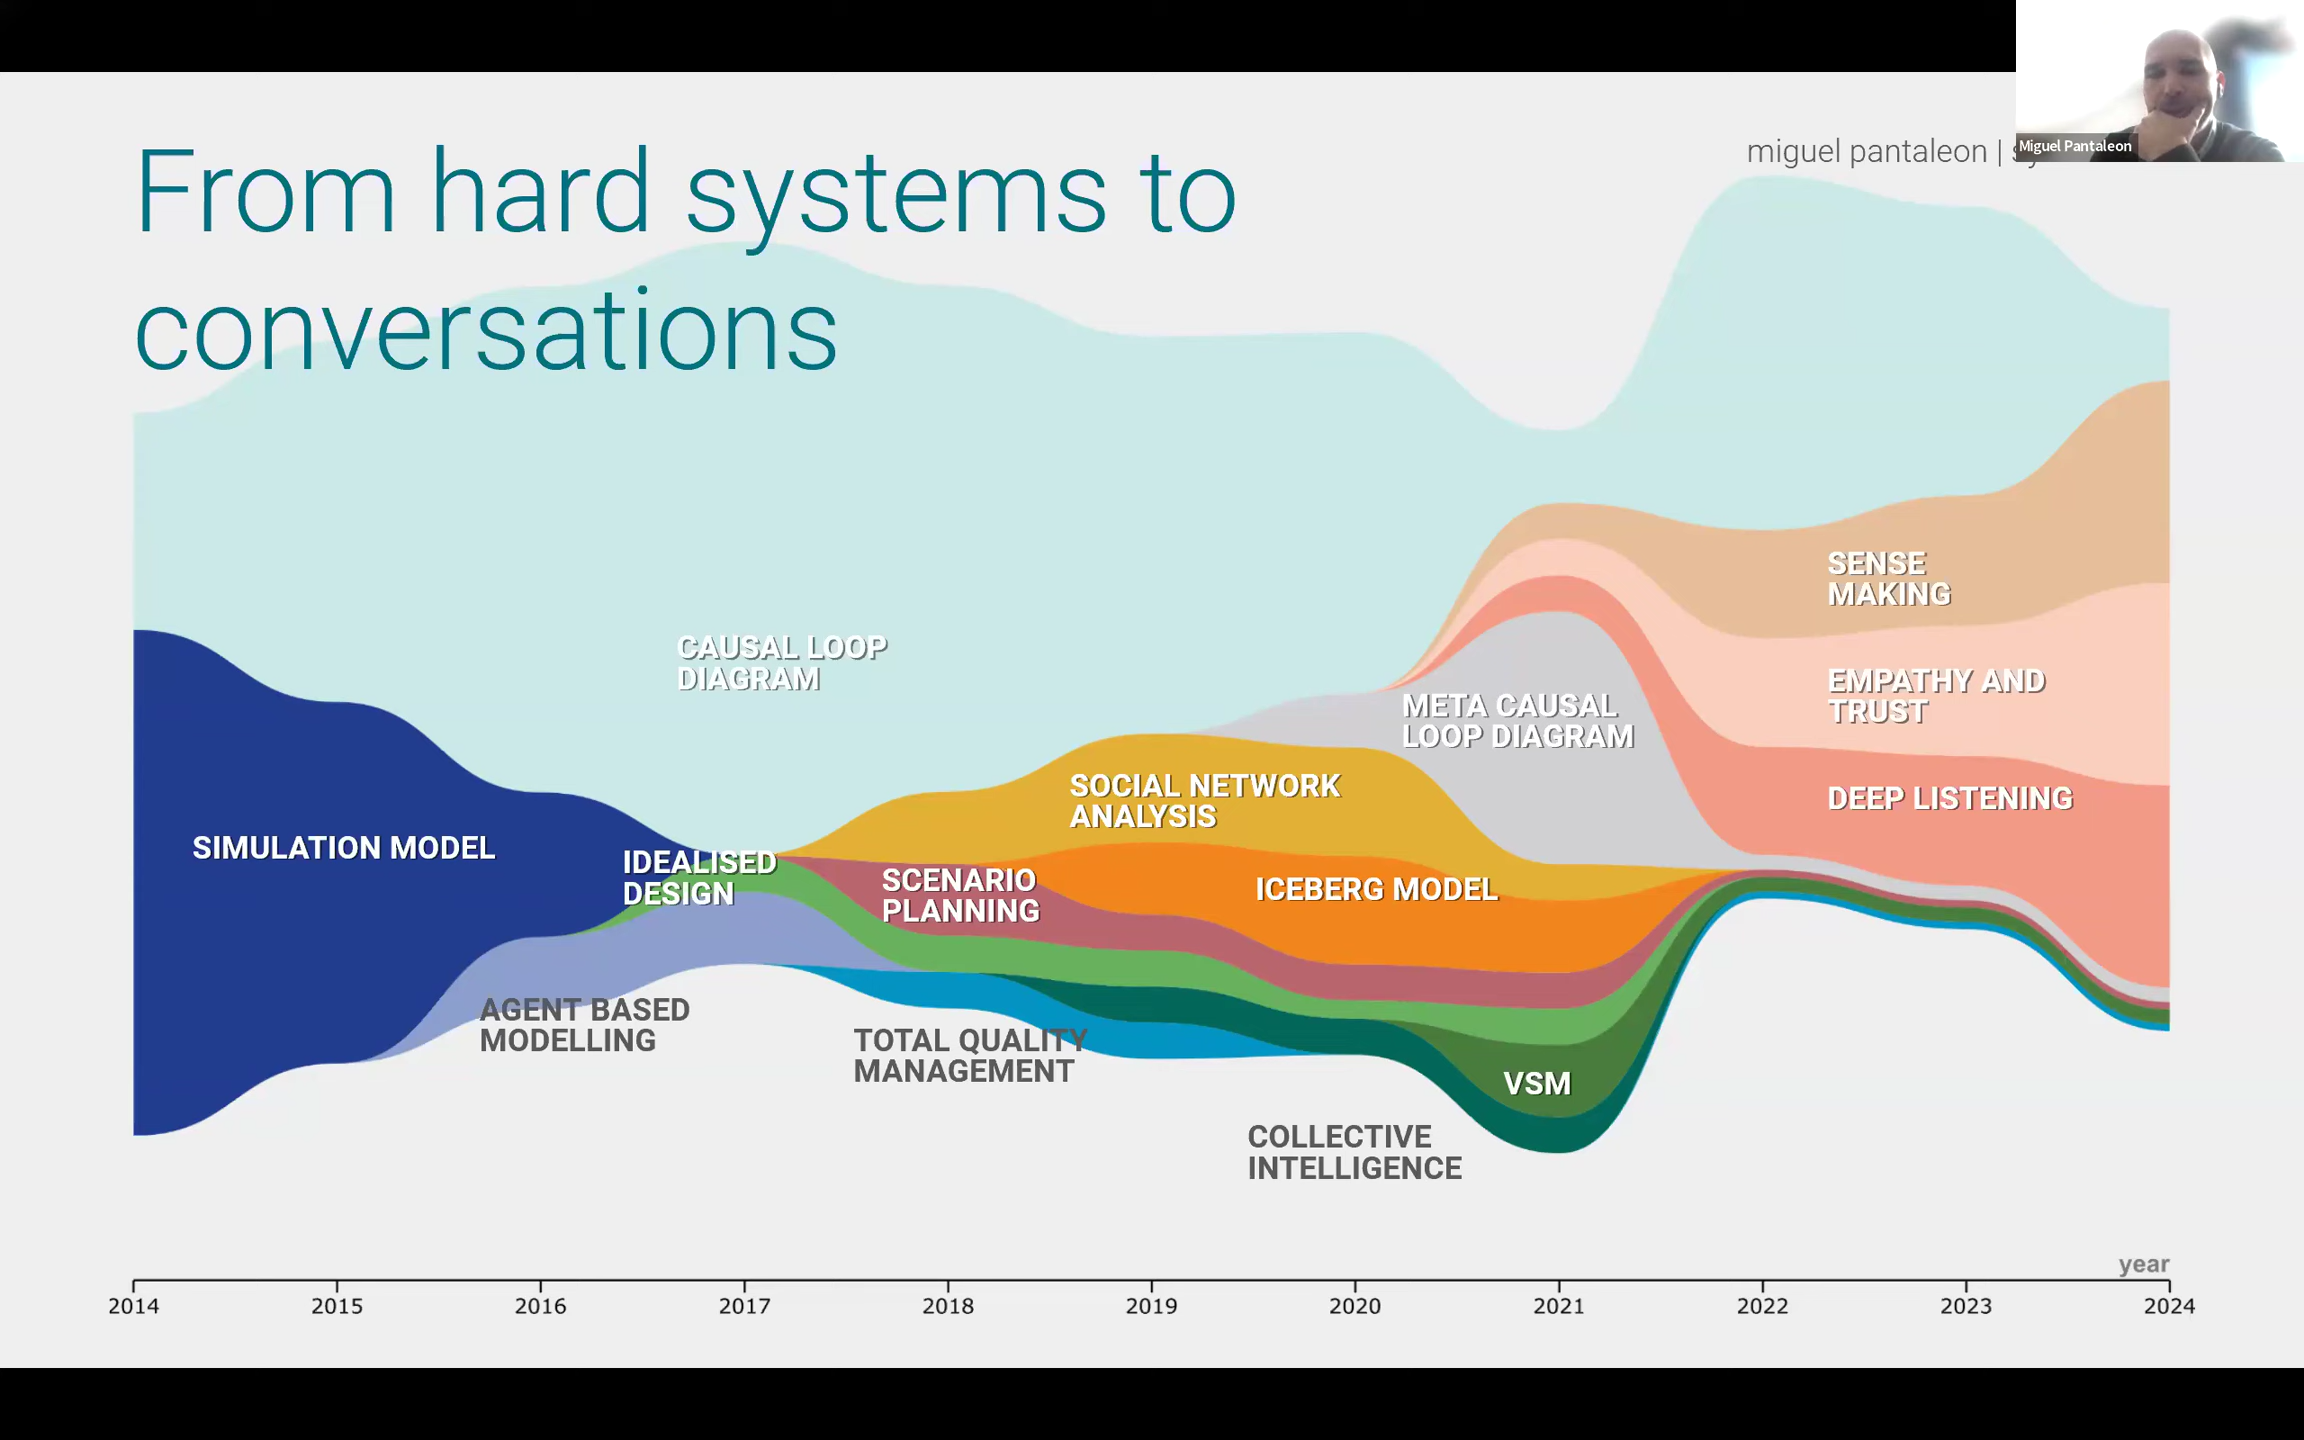 From hard systems to
conversations
miguel pantaleon |
Miguel Pantaleon
SENSE
MAKING
CAUSAL LOOP
DIAGRAM
EMPATHY AND
TRUST
META CAUSAL
LOOP DIAGRAM
SOCIAL NETWORK
ANALYSIS
DEEP LISTENING
SIMULATION MODEL
IDEALISED
DESIGN
SCENARIO
PLANNING
ICEBERG MODEL
AGENT BASED
MODELLING
TOTAL QUALITY
MANAGEMENT
VSM
COLLECTIVE
INTELLIGENCE
year
2014 2015 2016 2017 2018 2019 2020 2021 2022 2023 2024